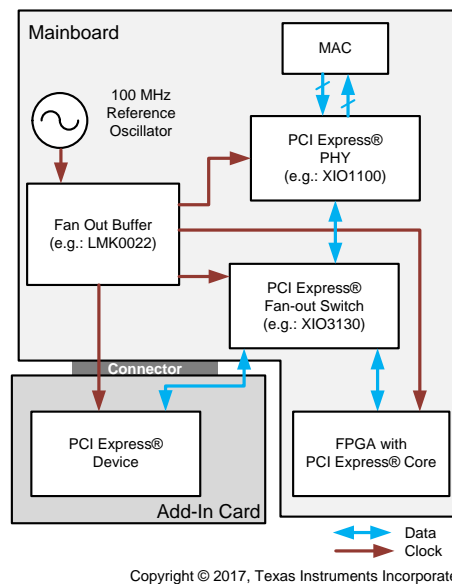 Mainboard
MAC
100 MHz
Reference
Oscillator
PCI Express®
PHY
(e.g.: XIO1100)
Fan Out Buffer
(e.g.: LMK0022)
PCI Express®
Fan-out Switch
(e.g.: XIO3130)
Connector
PCI Express®
Device
FPGA with
PCI Express® Core
Add-In Card
Data
Clock
Copyright © 2017, Texas Instruments Incorporate